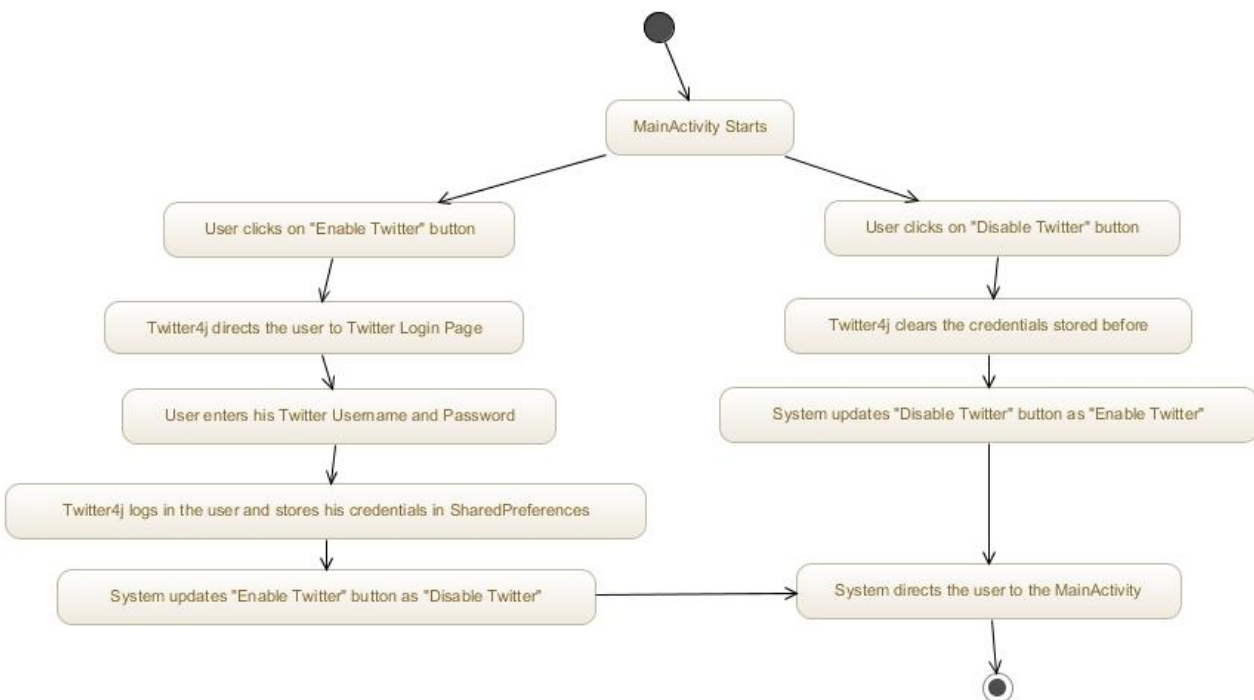 MainActivity Starts
User clicks on "Enable Twitter" button
User clicks on "Disable Twitter" button
Twitter4j directs the user to Twitter Login Page
Twitter4j clears the credentials stored before
User enters his Twitter Username and Password
System updates "Disable Twitter" button as "Enable Twitter"
Twitter4j logs in the user and stores his credentials in SharedPreferences
System updates "Enable Twitter" button as "Disable Twitter"
System directs the user to the MainActivity